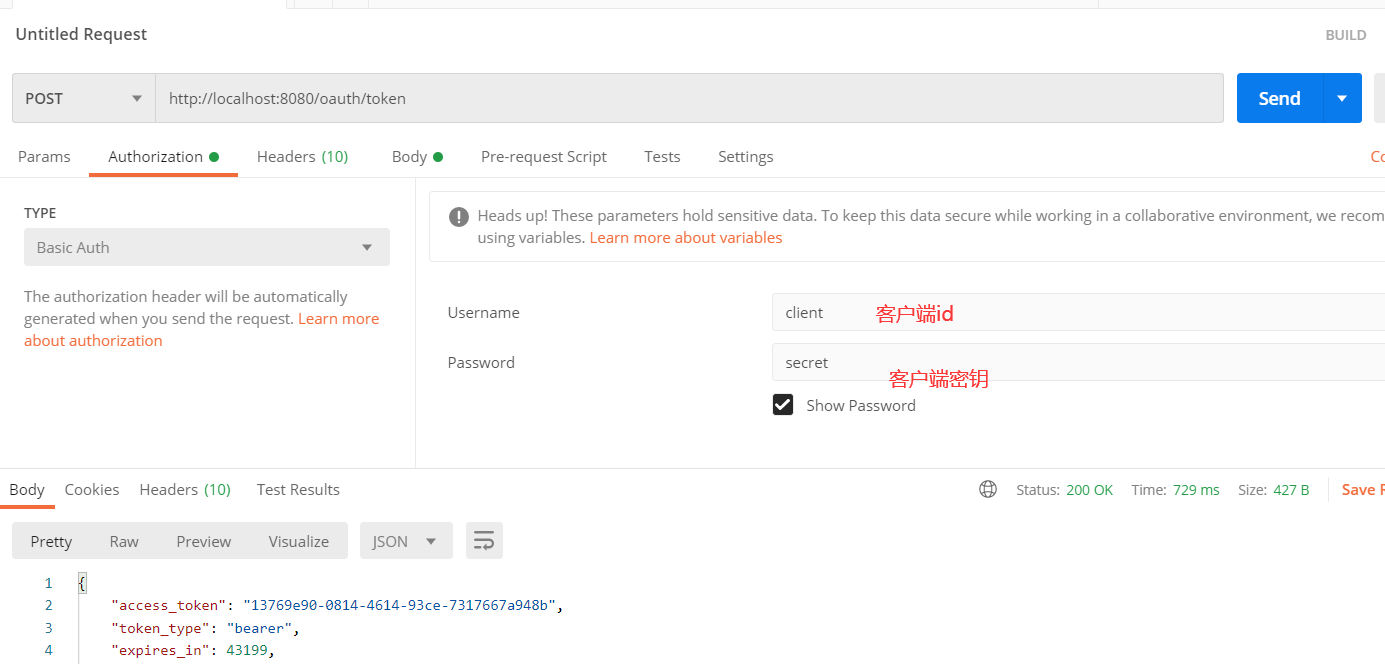 Untitled Request
BUILD
POST
http://localhost:8080/oauth/token
Send
Params
Authorization
Headers (10)
Body
Pre-request Script
Tests
Settings
Co
TYPE
Basic Auth
The authorization header will be automatically
generated when you send the request. Learn more
about authorization
Heads up! These parameters hold sensitive data. To keep this data secure while working in a collaborative environment, we recom
using variables. Learn more about variables
Username
client
客户端id
Password
secret
客户端密钥
Show Password
Body
Cookies
Headers (10)
Test Results
Status: 200 OK
Time: 729 ms
Size: 427 B
Save R
Pretty
Raw
Preview
Visualize
JSON
1 {
2 "access_token": "13769e90-0814-4614-93ce-7317667a948b",
3 "token_type": "bearer",
4 "expires_in": 43199,